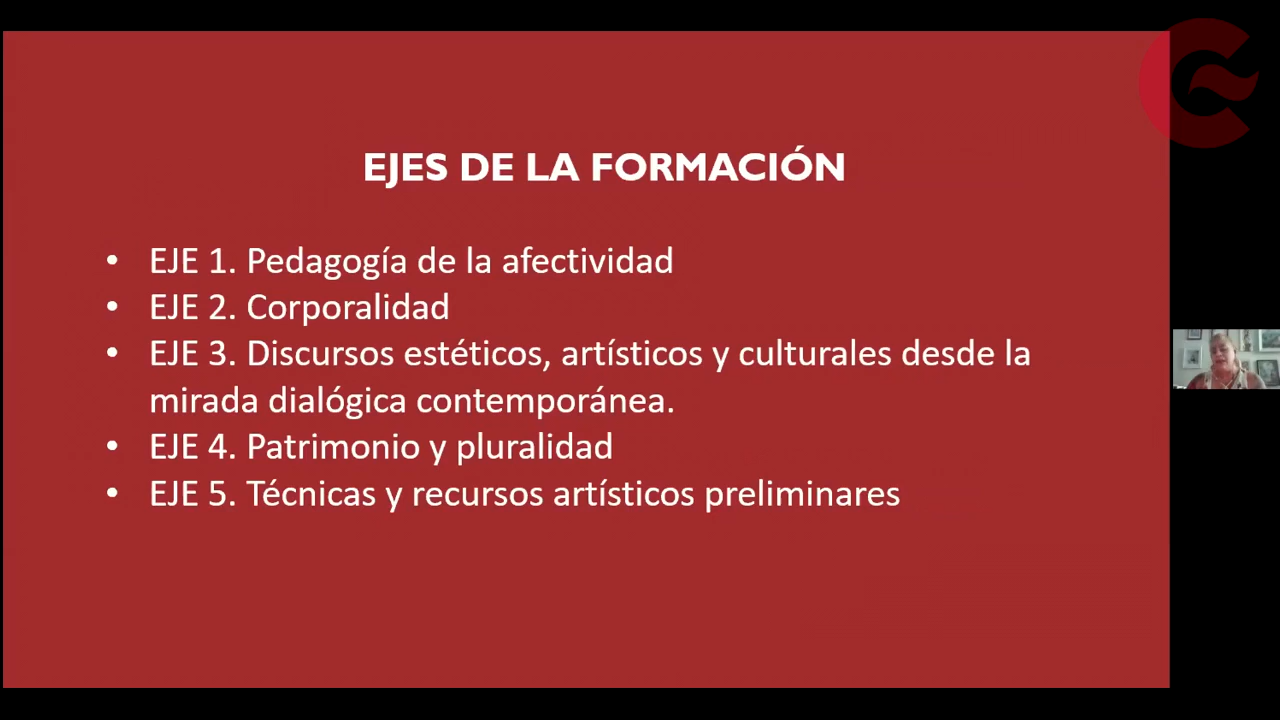 EJES DE LA FORMACIÓN
• EJE 1. Pedagogía de la afectividad
• EJE 2. Corporalidad
• EJE 3. Discursos estéticos, artísticos y culturales desde la
mirada dialógica contemporánea.
• EJE 4. Patrimonio y pluralidad
• EJE 5. Técnicas y recursos artísticos preliminares